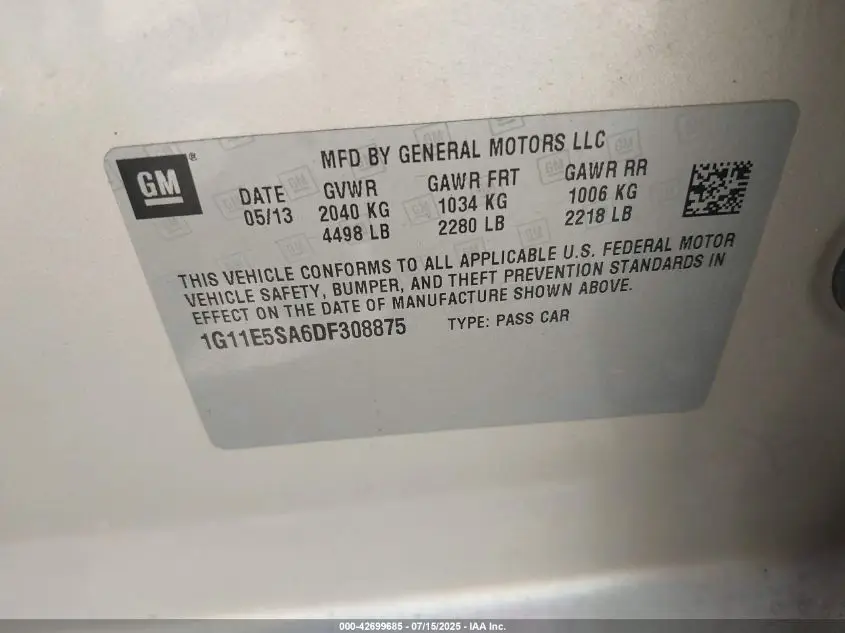 GM®
MFD BY GENERAL MOTORS LLC
DATE GVWR GAWR FRT GAWR RR
05/13 2040 KG 1034 KG 1006 KG
4498 LB 2280 LB 2218 LB
THIS VEHICLE CONFORMS TO ALL APPLICABLE U.S. FEDERAL MOTOR
VEHICLE SAFETY, BUMPER, AND THEFT PREVENTION STANDARDS IN
EFFECT ON THE DATE OF MANUFACTURE SHOWN ABOVE.
1G11E5SA6DF308875 TYPE: PASS CAR
000-42699685 - 07/15/2025 - IAA Inc.